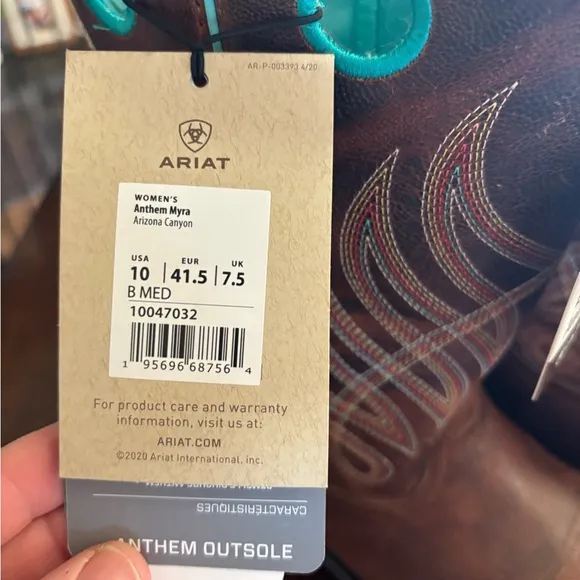 AR-P-003393 4/20
ARIAT
WOMEN'S
Anthem Myra
Arizona Canyon
USA EUR UK
10 41.5 7.5
B MED
10047032
1 95696 68756 4
For product care and warranty
information, visit us at:
ARIAT.COM
©2020 Ariat International, inc.
CARACTÉRISTIQUES
ANTHEM OUTSOLE